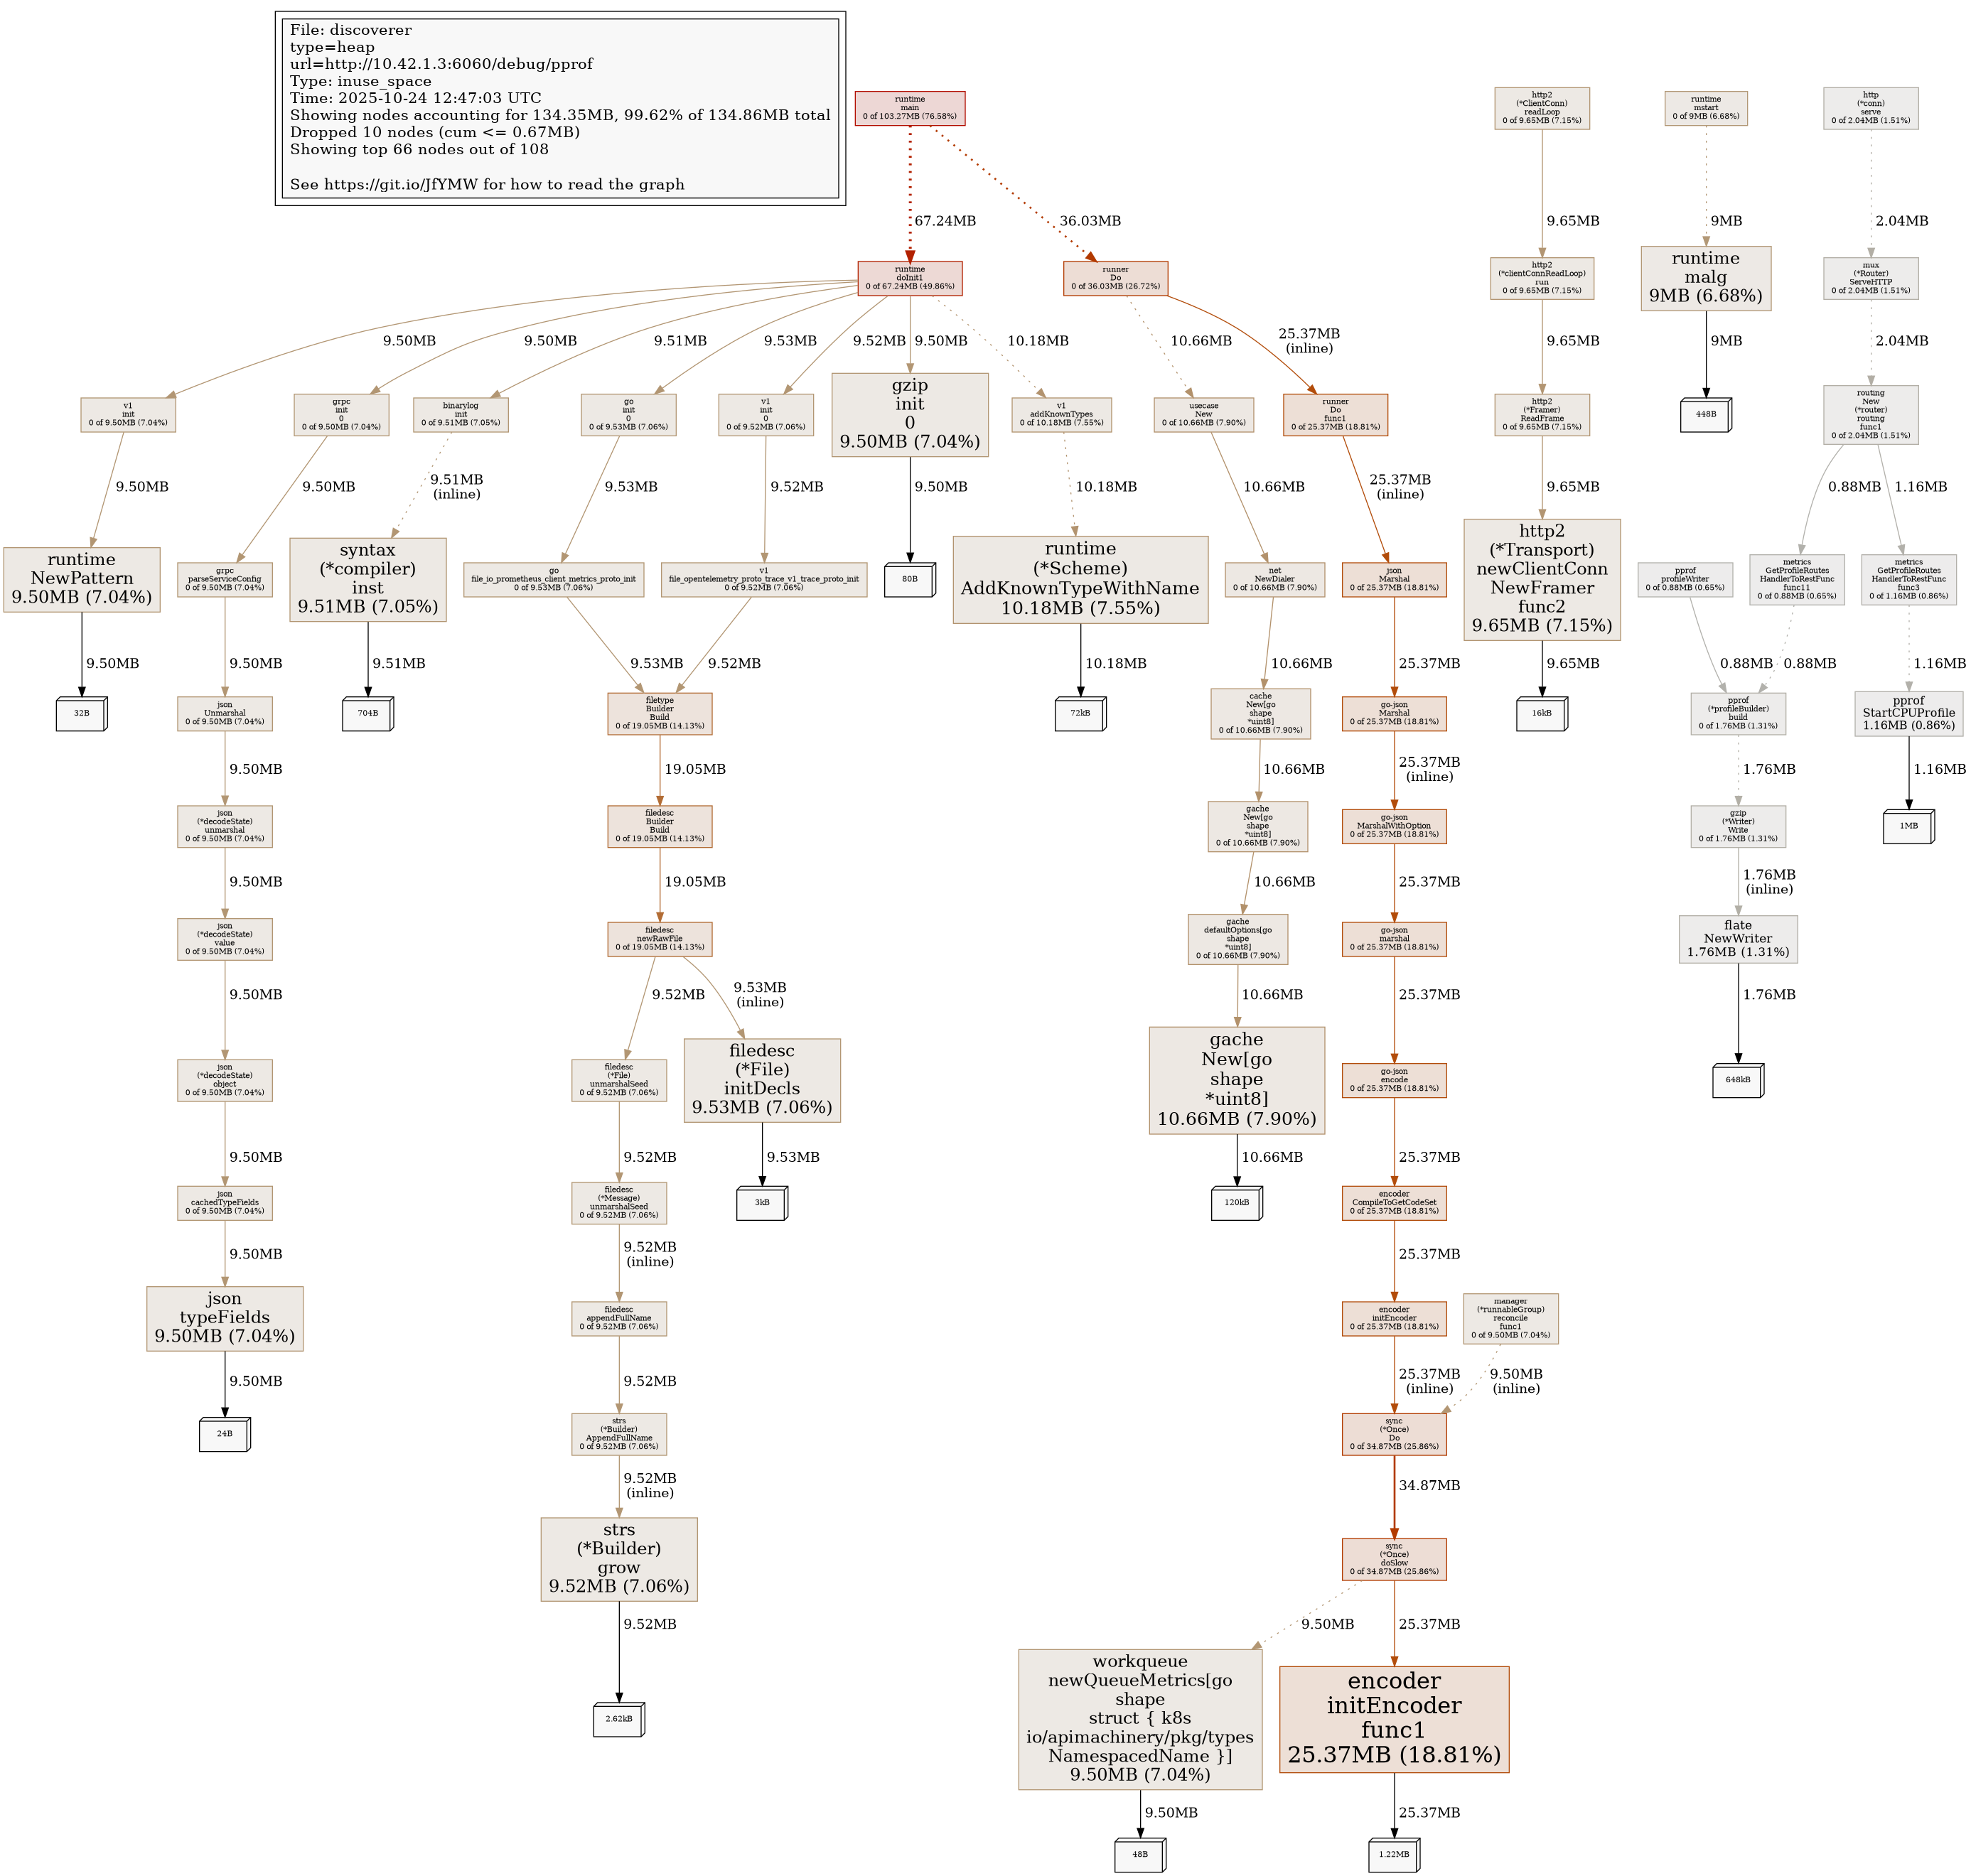 File: discoverer
type=heap
url=http://10.42.1.3:6060/debug/pprof
Type: inuse_space
Time: 2025-10-24 12:47:03 UTC
Showing nodes accounting for 134.35MB, 99.62% of 134.86MB total
Dropped 10 nodes (cum <= 0.67MB)
Showing top 66 nodes out of 108
See https://git.io/JfYMW for how to read the graph
runtime
main
0 of 103.27MB (76.58%)
http2
(*ClientConn)
readLoop
0 of 9.65MB (7.15%)
runtime
mstart
0 of 9MB (6.68%)
http
(*conn)
serve
0 of 2.04MB (1.51%)
67.24MB
36.03MB
9.65MB
9MB
2.04MB
runtime
doInit1
0 of 67.24MB (49.86%)
runner
Do
0 of 36.03MB (26.72%)
http2
(*clientConnReadLoop)
run
0 of 9.65MB (7.15%)
runtime
malg
9MB (6.68%)
mux
(*Router)
ServeHTTP
0 of 2.04MB (1.51%)
9.50MB
9.50MB
9.51MB
9.53MB
9.52MB
9.50MB
10.18MB
10.66MB
25.37MB
(inline)
9.65MB
9MB
2.04MB
v1
init
0 of 9.50MB (7.04%)
grpc
init
0
0 of 9.50MB (7.04%)
binarylog
init
0 of 9.51MB (7.05%)
go
init
0
0 of 9.53MB (7.06%)
v1
init
0
0 of 9.52MB (7.06%)
gzip
init
0
9.50MB (7.04%)
v1
addKnownTypes
0 of 10.18MB (7.55%)
usecase
New
0 of 10.66MB (7.90%)
runner
Do
func1
0 of 25.37MB (18.81%)
http2
(*Framer)
ReadFrame
0 of 9.65MB (7.15%)
448B
routing
New
(*router)
routing
func1
0 of 2.04MB (1.51%)
9.50MB
9.50MB
9.51MB
(inline)
9.53MB
9.52MB
9.50MB
10.18MB
10.66MB
25.37MB
(inline)
9.65MB
0.88MB
1.16MB
runtime
NewPattern
9.50MB (7.04%)
grpc
parseServiceConfig
0 of 9.50MB (7.04%)
syntax
(*compiler)
inst
9.51MB (7.05%)
go
file_io_prometheus_client_metrics_proto_init
0 of 9.53MB (7.06%)
v1
file_opentelemetry_proto_trace_v1_trace_proto_init
0 of 9.52MB (7.06%)
80B
runtime
(*Scheme)
AddKnownTypeWithName
10.18MB (7.55%)
net
NewDialer
0 of 10.66MB (7.90%)
json
Marshal
0 of 25.37MB (18.81%)
http2
(*Transport)
newClientConn
NewFramer
func2
9.65MB (7.15%)
pprof
profileWriter
0 of 0.88MB (0.65%)
metrics
GetProfileRoutes
HandlerToRestFunc
func11
0 of 0.88MB (0.65%)
metrics
GetProfileRoutes
HandlerToRestFunc
func3
0 of 1.16MB (0.86%)
9.50MB
9.50MB
9.51MB
9.53MB
9.52MB
10.18MB
10.66MB
25.37MB
9.65MB
0.88MB
0.88MB
1.16MB
32B
json
Unmarshal
0 of 9.50MB (7.04%)
704B
filetype
Builder
Build
0 of 19.05MB (14.13%)
72kB
cache
New[go
shape
*uint8]
0 of 10.66MB (7.90%)
go-json
Marshal
0 of 25.37MB (18.81%)
16kB
pprof
(*profileBuilder)
build
0 of 1.76MB (1.31%)
pprof
StartCPUProfile
1.16MB (0.86%)
9.50MB
19.05MB
10.66MB
25.37MB
(inline)
1.76MB
1.16MB
json
(*decodeState)
unmarshal
0 of 9.50MB (7.04%)
filedesc
Builder
Build
0 of 19.05MB (14.13%)
gache
New[go
shape
*uint8]
0 of 10.66MB (7.90%)
go-json
MarshalWithOption
0 of 25.37MB (18.81%)
gzip
(*Writer)
Write
0 of 1.76MB (1.31%)
1MB
9.50MB
19.05MB
10.66MB
25.37MB
1.76MB
(inline)
json
(*decodeState)
value
0 of 9.50MB (7.04%)
filedesc
newRawFile
0 of 19.05MB (14.13%)
gache
defaultOptions[go
shape
*uint8]
0 of 10.66MB (7.90%)
go-json
marshal
0 of 25.37MB (18.81%)
flate
NewWriter
1.76MB (1.31%)
9.50MB
9.52MB
9.53MB
(inline)
10.66MB
25.37MB
1.76MB
json
(*decodeState)
object
0 of 9.50MB (7.04%)
filedesc
(*File)
unmarshalSeed
0 of 9.52MB (7.06%)
filedesc
(*File)
initDecls
9.53MB (7.06%)
gache
New[go
shape
*uint8]
10.66MB (7.90%)
go-json
encode
0 of 25.37MB (18.81%)
648kB
9.50MB
9.52MB
9.53MB
10.66MB
25.37MB
json
cachedTypeFields
0 of 9.50MB (7.04%)
filedesc
(*Message)
unmarshalSeed
0 of 9.52MB (7.06%)
3kB
120kB
encoder
CompileToGetCodeSet
0 of 25.37MB (18.81%)
9.50MB
9.52MB
(inline)
25.37MB
json
typeFields
9.50MB (7.04%)
filedesc
appendFullName
0 of 9.52MB (7.06%)
encoder
initEncoder
0 of 25.37MB (18.81%)
manager
(*runnableGroup)
reconcile
func1
0 of 9.50MB (7.04%)
9.50MB
9.52MB
25.37MB
(inline)
9.50MB
(inline)
24B
strs
(*Builder)
AppendFullName
0 of 9.52MB (7.06%)
sync
(*Once)
Do
0 of 34.87MB (25.86%)
9.52MB
(inline)
34.87MB
strs
(*Builder)
grow
9.52MB (7.06%)
sync
(*Once)
doSlow
0 of 34.87MB (25.86%)
9.52MB
9.50MB
25.37MB
2.62kB
workqueue
newQueueMetrics[go
shape
struct { k8s
io/apimachinery/pkg/types
NamespacedName }]
9.50MB (7.04%)
encoder
initEncoder
func1
25.37MB (18.81%)
9.50MB
25.37MB
48B
1.22MB